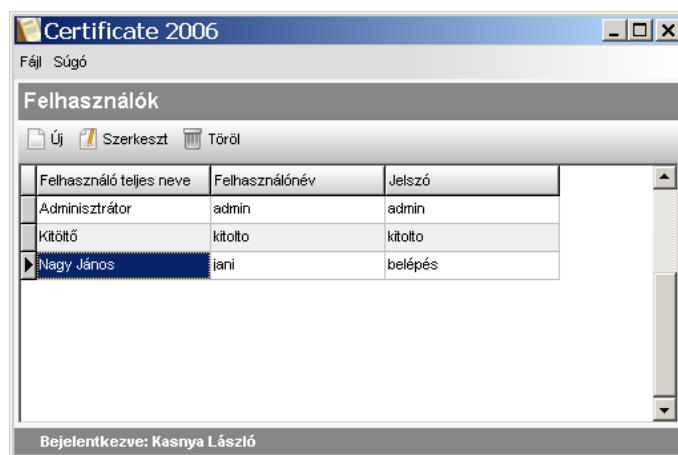 Certificate 2006
Fájl Súgó
Felhasználók
Új Szerkeszt Töröl
Felhasználó teljes neve Felhasználónév Jelszó
Adminisztrátor admin admin
Kitöltő kitolto kitolto
Nagy János jani belépés
Bejelentkezve: Kasnya László